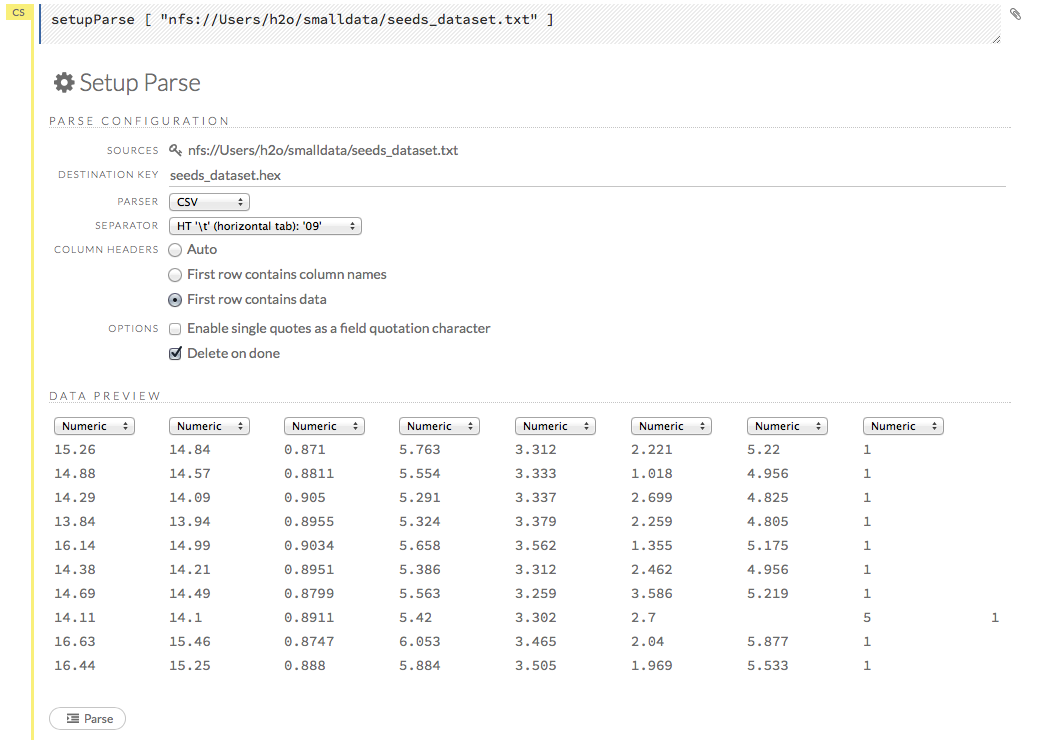 CS
setupParse [ "nfs://Users/h2o/smalldata/seeds_dataset.txt" ]
Setup Parse
PARSE CONFIGURATION
SOURCES nfs://Users/h2o/smalldata/seeds_dataset.txt
DESTINATION KEY seeds_dataset.hex
PARSER CSV
SEPARATOR HT '\t' (horizontal tab): '09'
COLUMN HEADERS Auto
First row contains column names
First row contains data
OPTIONS Enable single quotes as a field quotation character
Delete on done
DATA PREVIEW
Numeric Numeric Numeric Numeric Numeric Numeric Numeric Numeric
15.26 14.84 0.871 5.763 3.312 2.221 5.22 1
14.88 14.57 0.8811 5.554 3.333 1.018 4.956 1
14.29 14.09 0.905 5.291 3.337 2.699 4.825 1
13.84 13.94 0.8955 5.324 3.379 2.259 4.805 1
16.14 14.99 0.9034 5.658 3.562 1.355 5.175 1
14.38 14.21 0.8951 5.386 3.312 2.462 4.956 1
14.69 14.49 0.8799 5.563 3.259 3.586 5.219 1
14.11 14.1 0.8911 5.42 3.302 2.7 5 1
16.63 15.46 0.8747 6.053 3.465 2.04 5.877 1
16.44 15.25 0.888 5.884 3.505 1.969 5.533 1
Parse